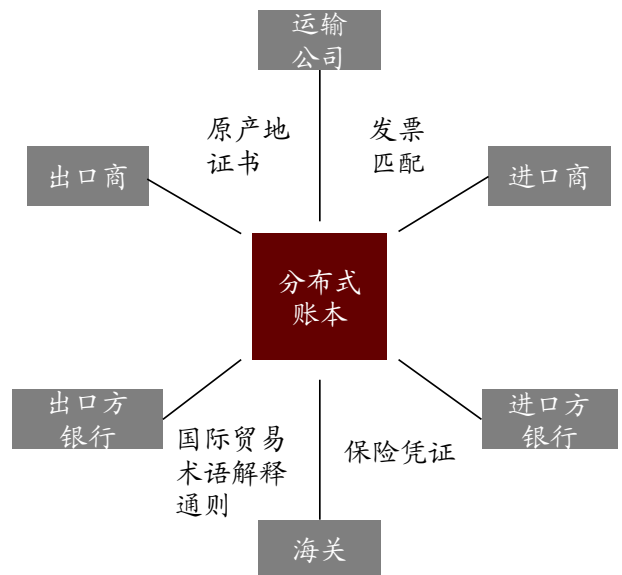 运输
公司
原产地
证书
发票
匹配
出口商
进口商
分布式
账本
出口方
银行
进口方
银行
国际贸易
术语解释
通则
保险凭证
海关